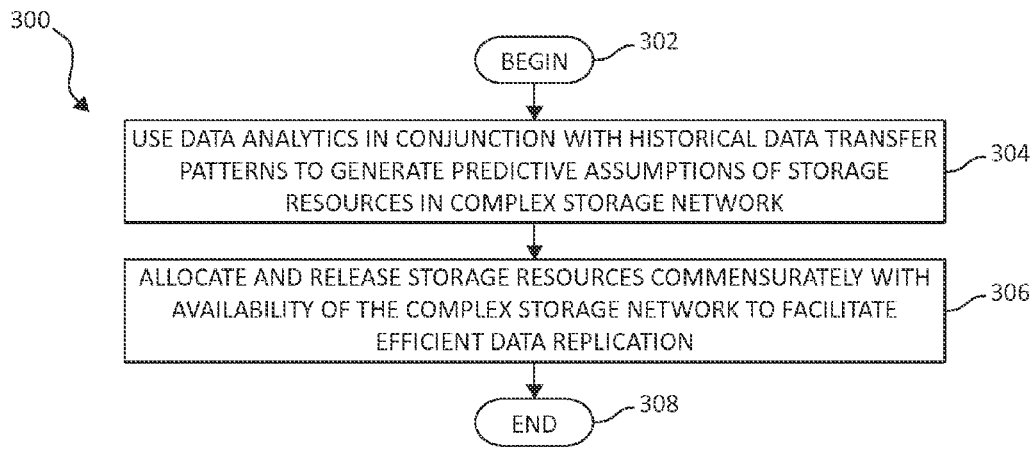 300
BEGIN
302
USE DATA ANALYTICS IN CONJUNCTION WITH HISTORICAL DATA TRANSFER
PATTERNS TO GENERATE PREDICTIVE ASSUMPTIONS OF STORAGE
RESOURCES IN COMPLEX STORAGE NETWORK
304
ALLOCATE AND RELEASE STORAGE RESOURCES COMMENSURATELY WITH
AVAILABILITY OF THE COMPLEX STORAGE NETWORK TO FACILITATE
EFFICIENT DATA REPLICATION
306
END
308